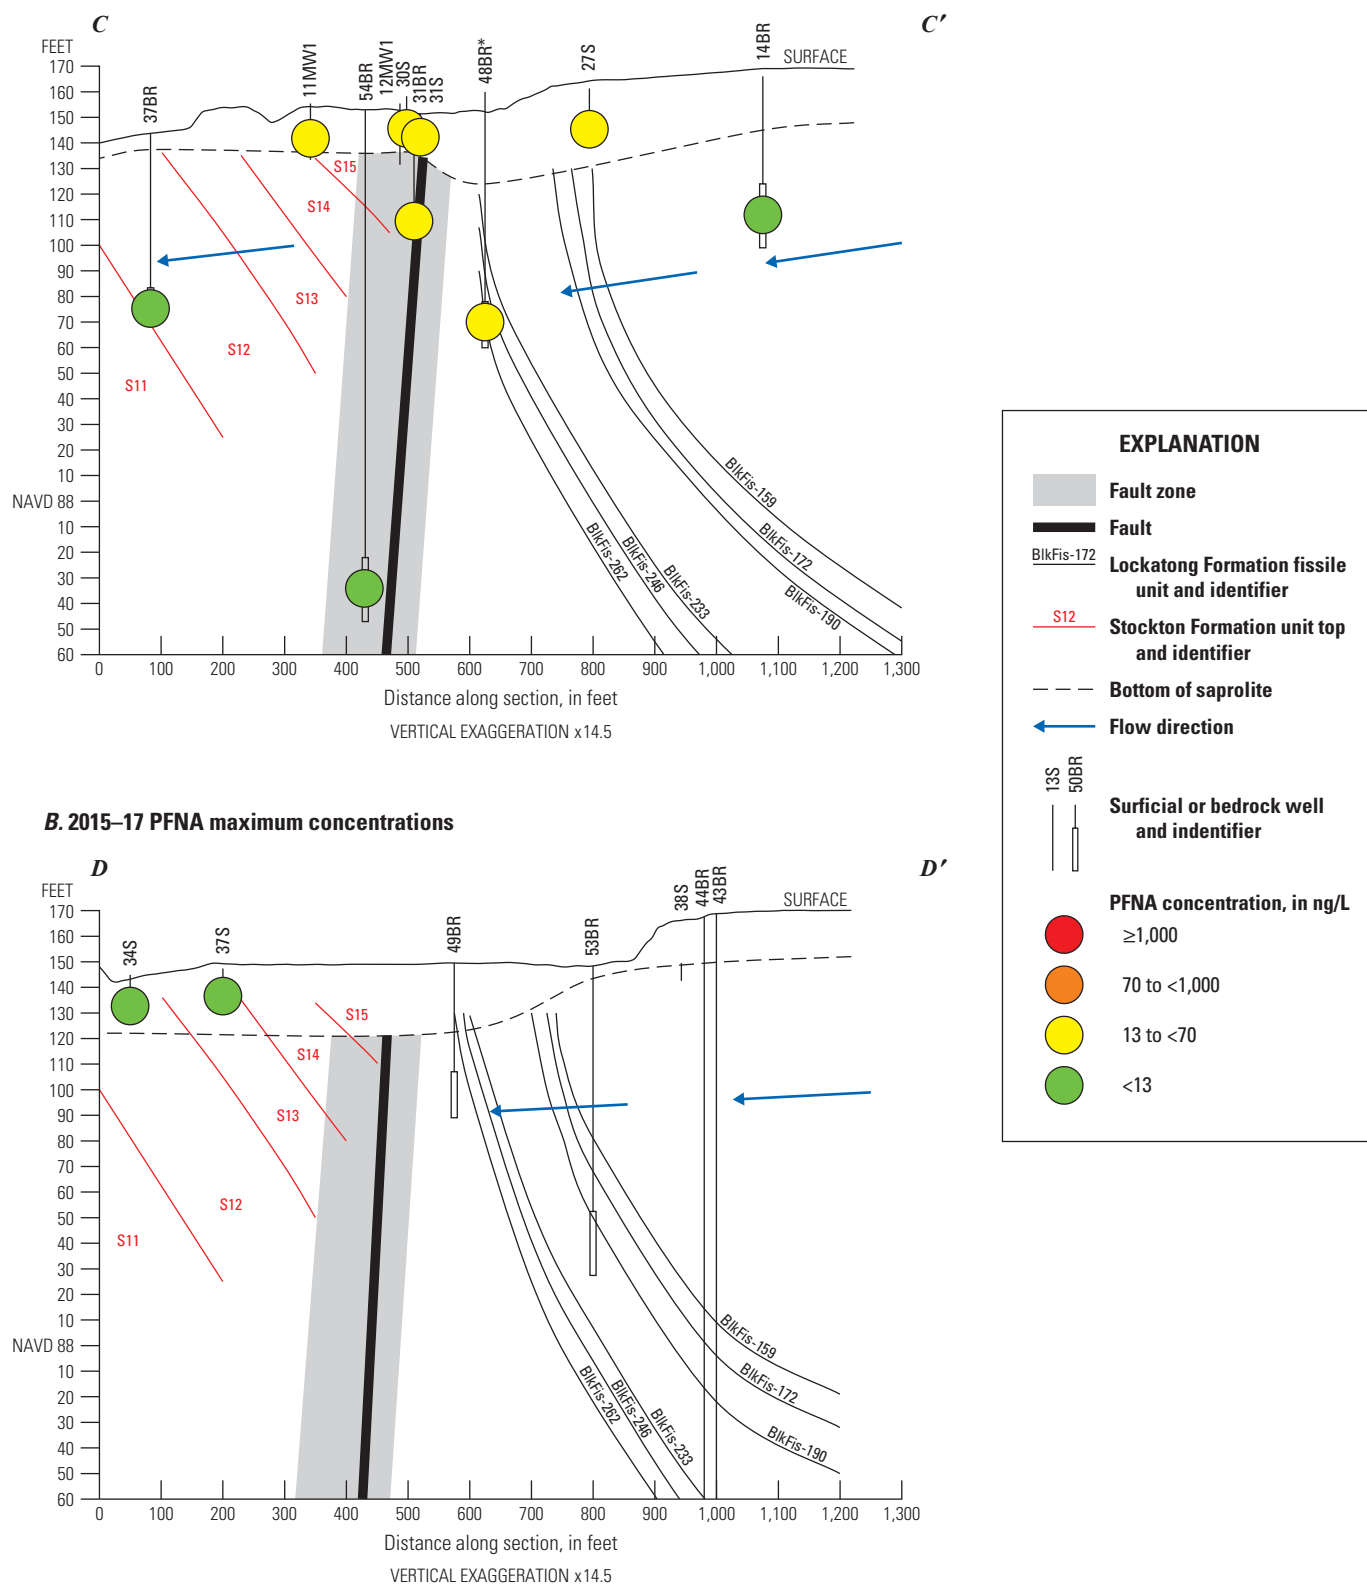 C
C′
FEET
170
160
150
140
130
120
110
100
90
80
70
60
50
40
30
20
10
NAVD 88
10
20
30
40
50
60
37BR
11MW1
54BR
12MW1
30S
31BR
31S
48BR*
27S
14BR
SURFACE
S15
S14
S13
S12
S11
BlkFis-159
BlkFis-172
BlkFis-190
BlkFis-233
BlkFis-246
BlkFis-262
0 100 200 300 400 500 600 700 800 900 1,000 1,100 1,200 1,300
Distance along section, in feet
VERTICAL EXAGGERATION x14.5
B. 2015–17 PFNA maximum concentrations
D
D′
FEET
170
160
150
140
130
120
110
100
90
80
70
60
50
40
30
20
10
NAVD 88
10
20
30
40
50
60
34S
37S
49BR
53BR
38S
44BR
43BR
SURFACE
S15
S14
S13
S12
S11
BlkFis-159
BlkFis-172
BlkFis-190
BlkFis-233
BlkFis-246
BlkFis-262
0 100 200 300 400 500 600 700 800 900 1,000 1,100 1,200 1,300
Distance along section, in feet
VERTICAL EXAGGERATION x14.5
EXPLANATION
Fault zone
Fault
BlkFis-172
Lockatong Formation fissile
unit and identifier
S12
Stockton Formation unit top
and identifier
Bottom of saprolite
Flow direction
13S
50BR
Surficial or bedrock well
and indentifier
PFNA concentration, in ng/L
≥1,000
70 to <1,000
13 to <70
<13